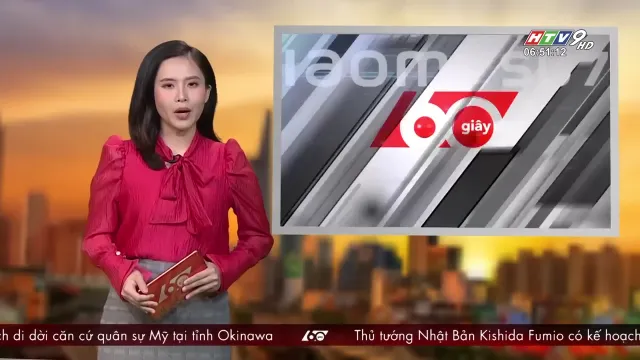 HTV9 HD
06:51:12
60 giây
ch di dời căn cứ quân sự Mỹ tại tỉnh Okinawa 60 Thủ tướng Nhật Bản Kishida Fumio có kế hoạch